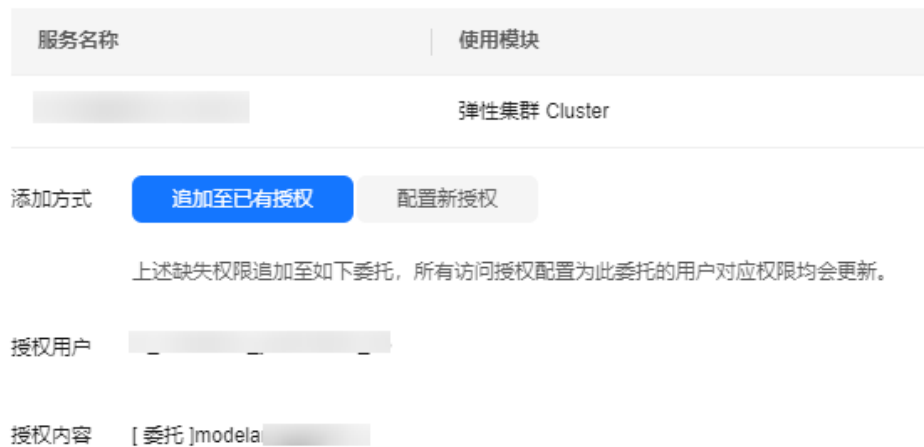 服务名称 使用模块
弹性集群 Cluster
添加方式 追加至已有授权 配置新授权
上述缺失权限追加至如下委托，所有访问授权配置为此委托的用户对应权限均会更新。
授权用户
授权内容 [ 委托 ]modela